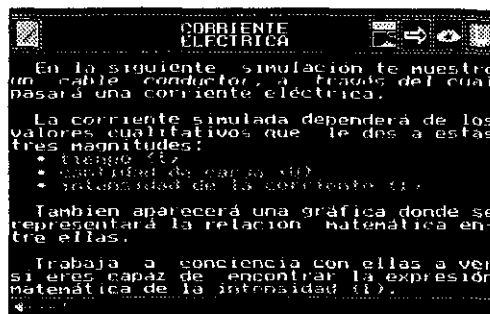 CORRIENTE
ELECTRICA
En la siguiente simulación te muestro
un cable conductor, a través del cual
pasará una corriente eléctrica.
La corriente simulada dependerá de los
valores cualitativos que le des a estas
tres magnitudes:
• tiempo (t)
• cantidad de carga (Q)
• intensidad de la corriente (I)
Tambien aparecerá una gráfica donde se
representará la relación matemática en-
tre ellas.
Trabaja a conciencia con ellas a ver
si eres capaz de encontrar la expresión
matemática de la intensidad (I).